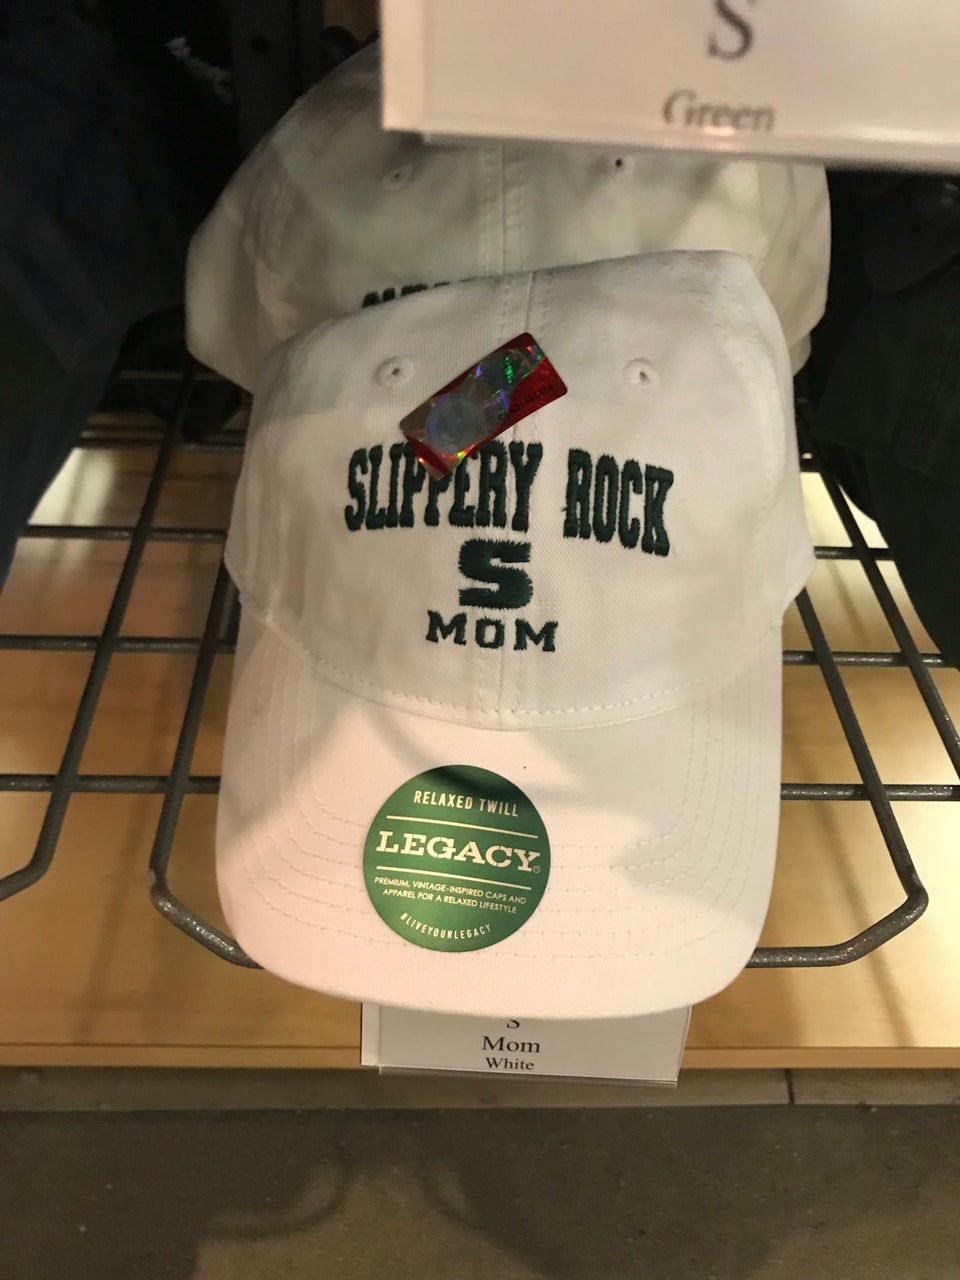 S
Green
SLIPPERY ROCK
S
MOM
RELAXED TWILL
LEGACY®
PREMIUM, VINTAGE-INSPIRED CAPS AND
APPAREL FOR A RELAXED LIFESTYLE
#LIVEYOURLEGACY
S
Mom
White